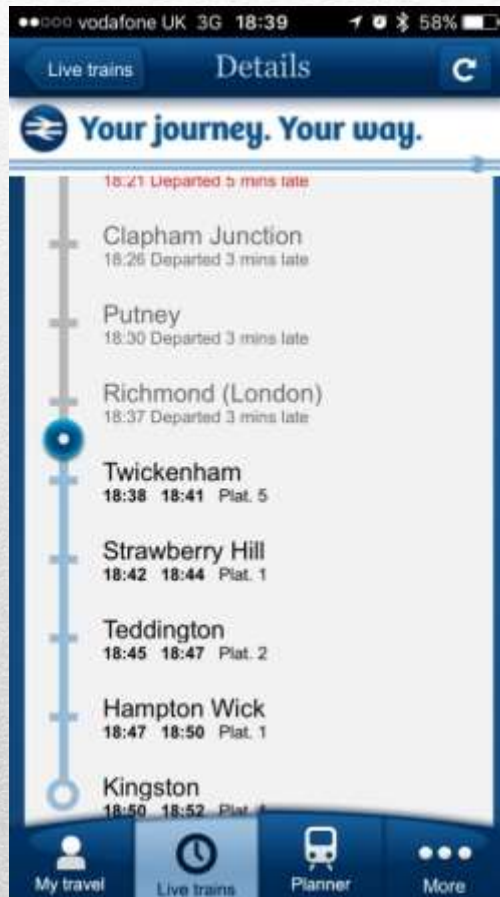 vodafone UK 3G 18:39 58%
Live trains Details
Your journey. Your way.
18:21 Departed 5 mins late
Clapham Junction
18:26 Departed 3 mins late
Putney
18:30 Departed 3 mins late
Richmond (London)
18:37 Departed 3 mins late
Twickenham
18:38 18:41 Plat. 5
Strawberry Hill
18:42 18:44 Plat. 1
Teddington
18:45 18:47 Plat. 2
Hampton Wick
18:47 18:50 Plat. 1
Kingston
18:50 18:52 Plat.
My travel Live trains Planner More